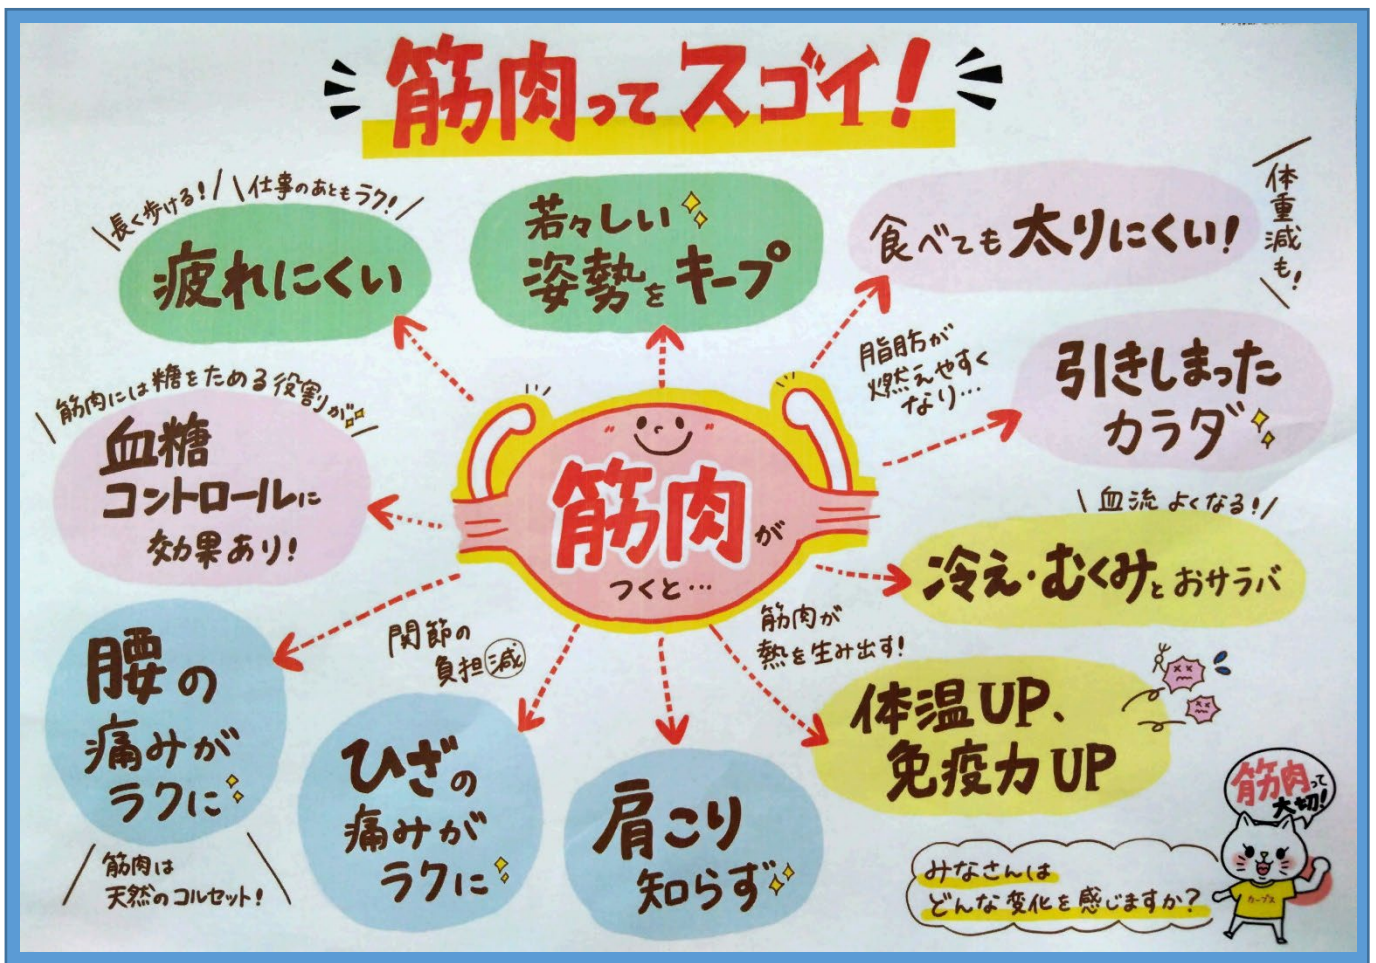 筋肉ってスゴイ!
長く歩ける!
仕事のあともラク!
疲れにくい
若々しい
姿勢をキープ
食べても太りにくい!
体重減も!
脂肪が
燃えやすく
なり…
引きしまった
カラダ
筋肉には糖をためる役割が
血糖
コントロールに
効果あり!
筋肉が
つくと…
血流よくなる!
冷え・むくみとおサラバ
筋肉が
熱を生み出す!
体温UP、
免疫力UP
関節の
負担減
腰の
痛みが
ラクに
筋肉は
天然のコルセット!
ひざの
痛みが
ラクに
肩こり
知らず
筋肉って
大切!
みなさんは
どんな変化を感じますか?
カーブス